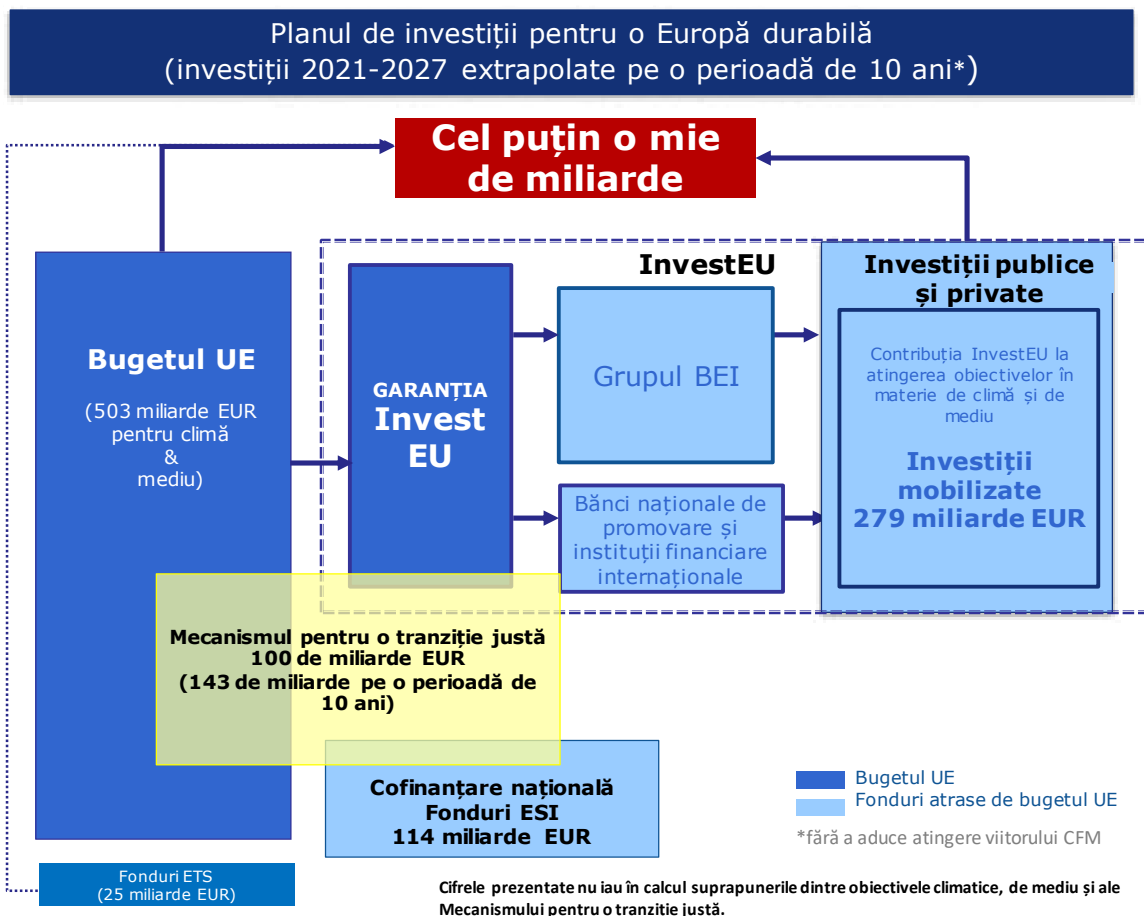 Planul de investiții pentru o Europă durabilă
(investiții 2021-2027 extrapolate pe o perioadă de 10 ani*)
Cel puțin o mie
de miliarde
InvestEU
Investiții publice
și private
Bugetul UE
(503 miliarde EUR
pentru climă
&
mediu)
GARANȚIA
Invest
EU
Grupul BEI
Contribuția InvestEU la
atingerea obiectivelor în
materie de climă și de
mediu
Investiții
mobilizate
279 miliarde EUR
Bănci naționale de
promovare și
instituții financiare
internaționale
Mecanismul pentru o tranziție justă
100 de miliarde EUR
(143 de miliarde pe o perioadă de
10 ani)
Cofinanțare națională
Fonduri ESI
114 miliarde EUR
Bugetul UE
Fonduri atrase de bugetul UE
*fără a aduce atingere viitorului CFM
Fonduri ETS
(25 miliarde EUR)
Cifrele prezentate nu iau în calcul suprapunerile dintre obiectivele climatice, de mediu și ale
Mecanismului pentru o tranziție justă.